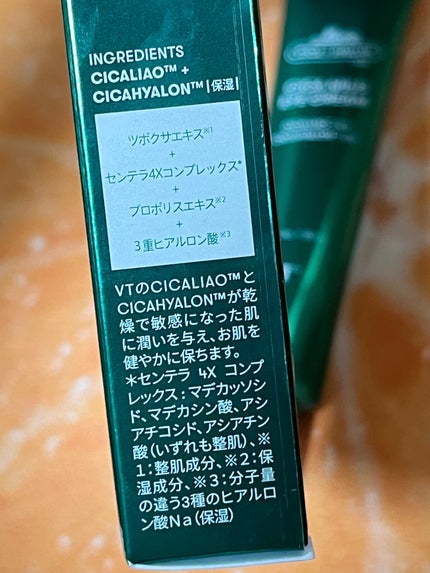 INGREDIENTS
CICALIAO™ +
CICAHYALON™ |保湿|
ツボクサエキス※1
+
センテラ4Xコンプレックス*
+
プロポリスエキス※2
+
3重ヒアルロン酸※3
VTのCICALIAO™と
CICAHYALON™が乾
燥で敏感になった肌
に潤いを与え、お肌を
健やかに保ちます。
*センテラ 4X コンプ
レックス：マデカッソシ
ド、マデカシン酸、アシ
アチコシド、アシアチン
酸（いずれも整肌）、※
1：整肌成分、※2：保
湿成分、※3：分子量
の違う3種のヒアルロ
ン酸Na（保湿）